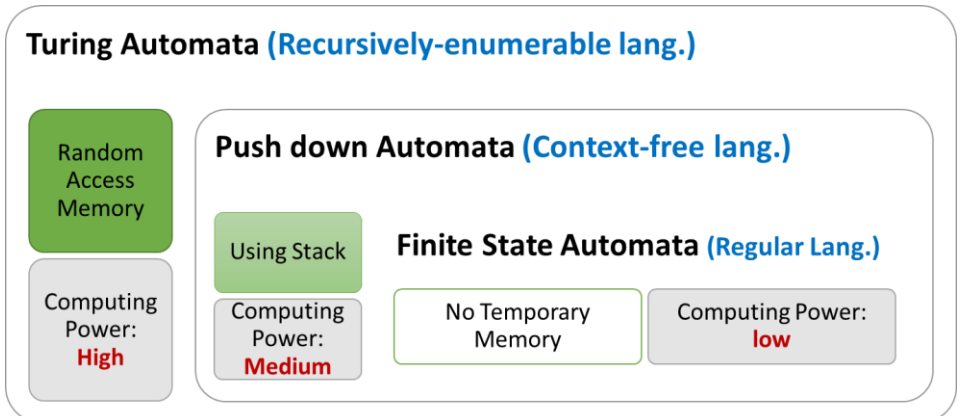 Turing Automata (Recursively-enumerable lang.)
Random
Access
Memory
Computing
Power:
High
Push down Automata (Context-free lang.)
Using Stack
Computing
Power:
Medium
Finite State Automata (Regular Lang.)
No Temporary
Memory
Computing Power:
low